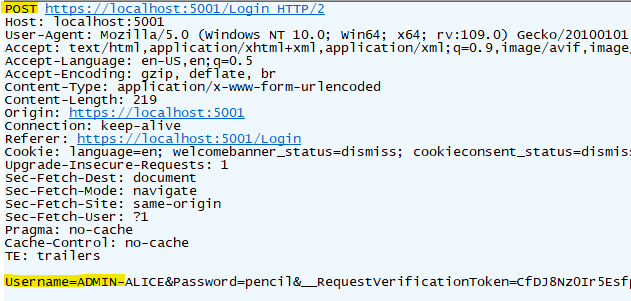 POST https://localhost:5001/Login HTTP/2
Host: localhost:5001
User-Agent: Mozilla/5.0 (Windows NT 10.0; Win64; x64; rv:109.0) Gecko/20100101
Accept: text/html,application/xhtml+xml,application/xml;q=0.9,image/avif,image/
Accept-Language: en-US,en;q=0.5
Accept-Encoding: gzip, deflate, br
Content-Type: application/x-www-form-urlencoded
Content-Length: 219
Origin: https://localhost:5001
Connection: keep-alive
Referer: https://localhost:5001/Login
Cookie: language=en; welcomebanner_status=dismiss; cookieconsent_status=dismis
Upgrade-Insecure-Requests: 1
Sec-Fetch-Dest: document
Sec-Fetch-Mode: navigate
Sec-Fetch-Site: same-origin
Sec-Fetch-User: ?1
Pragma: no-cache
Cache-Control: no-cache
TE: trailers
Username=ADMIN-ALICE&Password=pencil&__RequestVerificationToken=CfDJ8Nz0Ir5Esfp